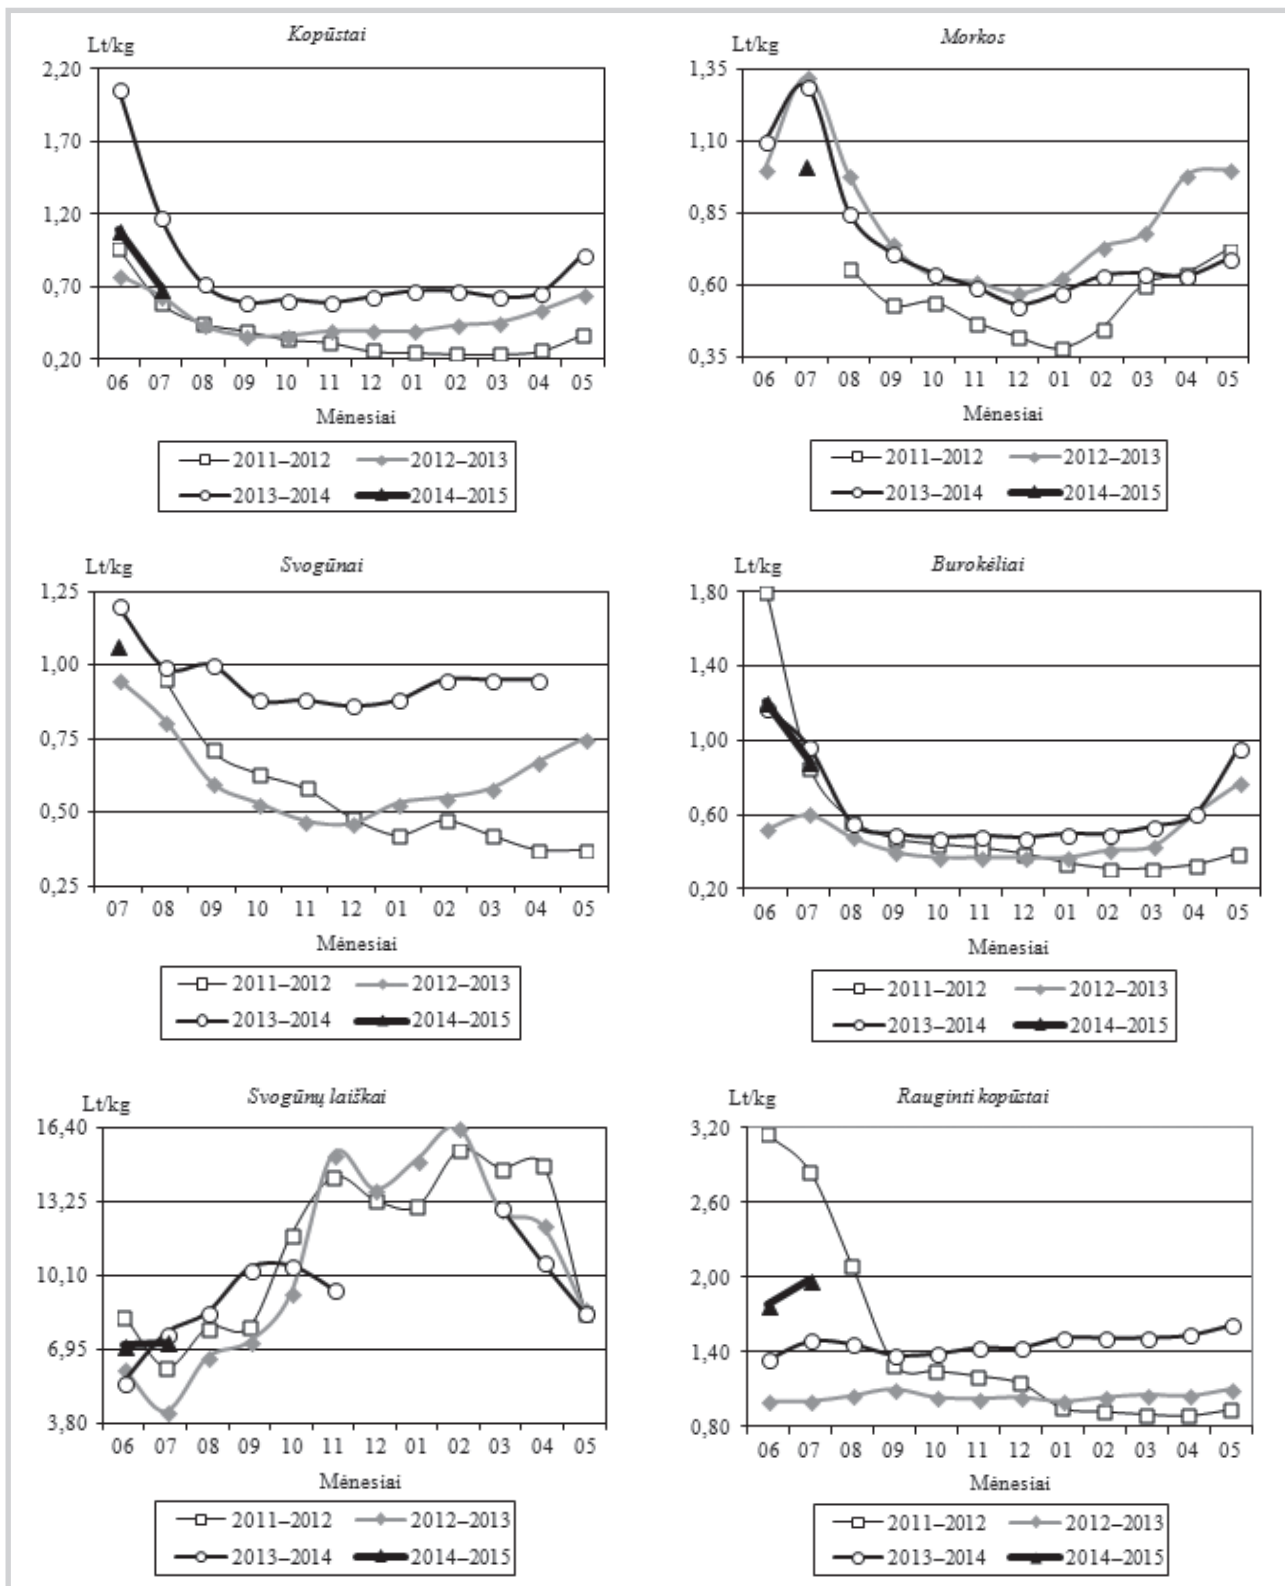 Kopūstai
Lt/kg
2,20
1,70
1,20
0,70
0,20
06 07 08 09 10 11 12 01 02 03 04 05
Mėnesiai
2011–2012 2012–2013
2013–2014 2014–2015
Morkos
Lt/kg
1,35
1,10
0,85
0,60
0,35
06 07 08 09 10 11 12 01 02 03 04 05
Mėnesiai
2011–2012 2012–2013
2013–2014 2014–2015
Svogūnai
Lt/kg
1,25
1,00
0,75
0,50
0,25
07 08 09 10 11 12 01 02 03 04 05
Mėnesiai
2011–2012 2012–2013
2013–2014 2014–2015
Burokėliai
Lt/kg
1,80
1,40
1,00
0,60
0,20
06 07 08 09 10 11 12 01 02 03 04 05
Mėnesiai
2011–2012 2012–2013
2013–2014 2014–2015
Svogūnų laiškai
Lt/kg
16,40
13,25
10,10
6,95
3,80
06 07 08 09 10 11 12 01 02 03 04 05
Mėnesiai
2011–2012 2012–2013
2013–2014 2014–2015
Rauginti kopūstai
Lt/kg
3,20
2,60
2,00
1,40
0,80
06 07 08 09 10 11 12 01 02 03 04 05
Mėnesiai
2011–2012 2012–2013
2013–2014 2014–2015